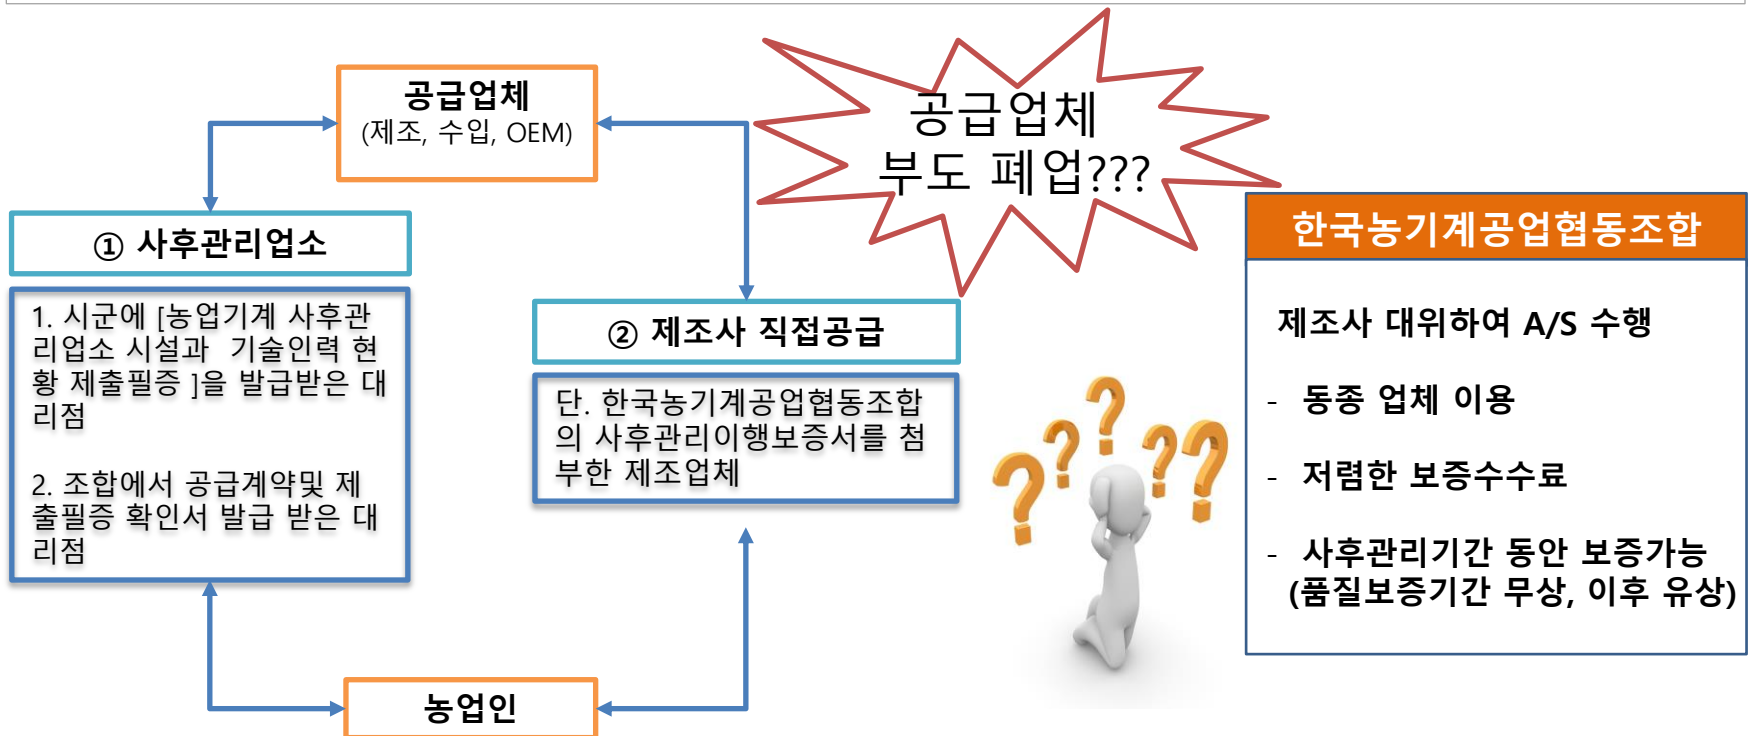 공급업체
(제조, 수입, OEM)
공급업체
부도 폐업???
① 사후관리업소
1. 시군에 [농업기계 사후관
리업소 시설과 기술인력 현
황 제출필증 ]을 발급받은 대
리점
2. 조합에서 공급계약및 제
출필증 확인서 발급 받은 대
리점
② 제조사 직접공급
단. 한국농기계공업협동조합
의 사후관리이행보증서를 첨
부한 제조업체
농업인
한국농기계공업협동조합
제조사 대위하여 A/S 수행
- 동종 업체 이용
- 저렴한 보증수수료
- 사후관리기간 동안 보증가능
(품질보증기간 무상, 이후 유상)